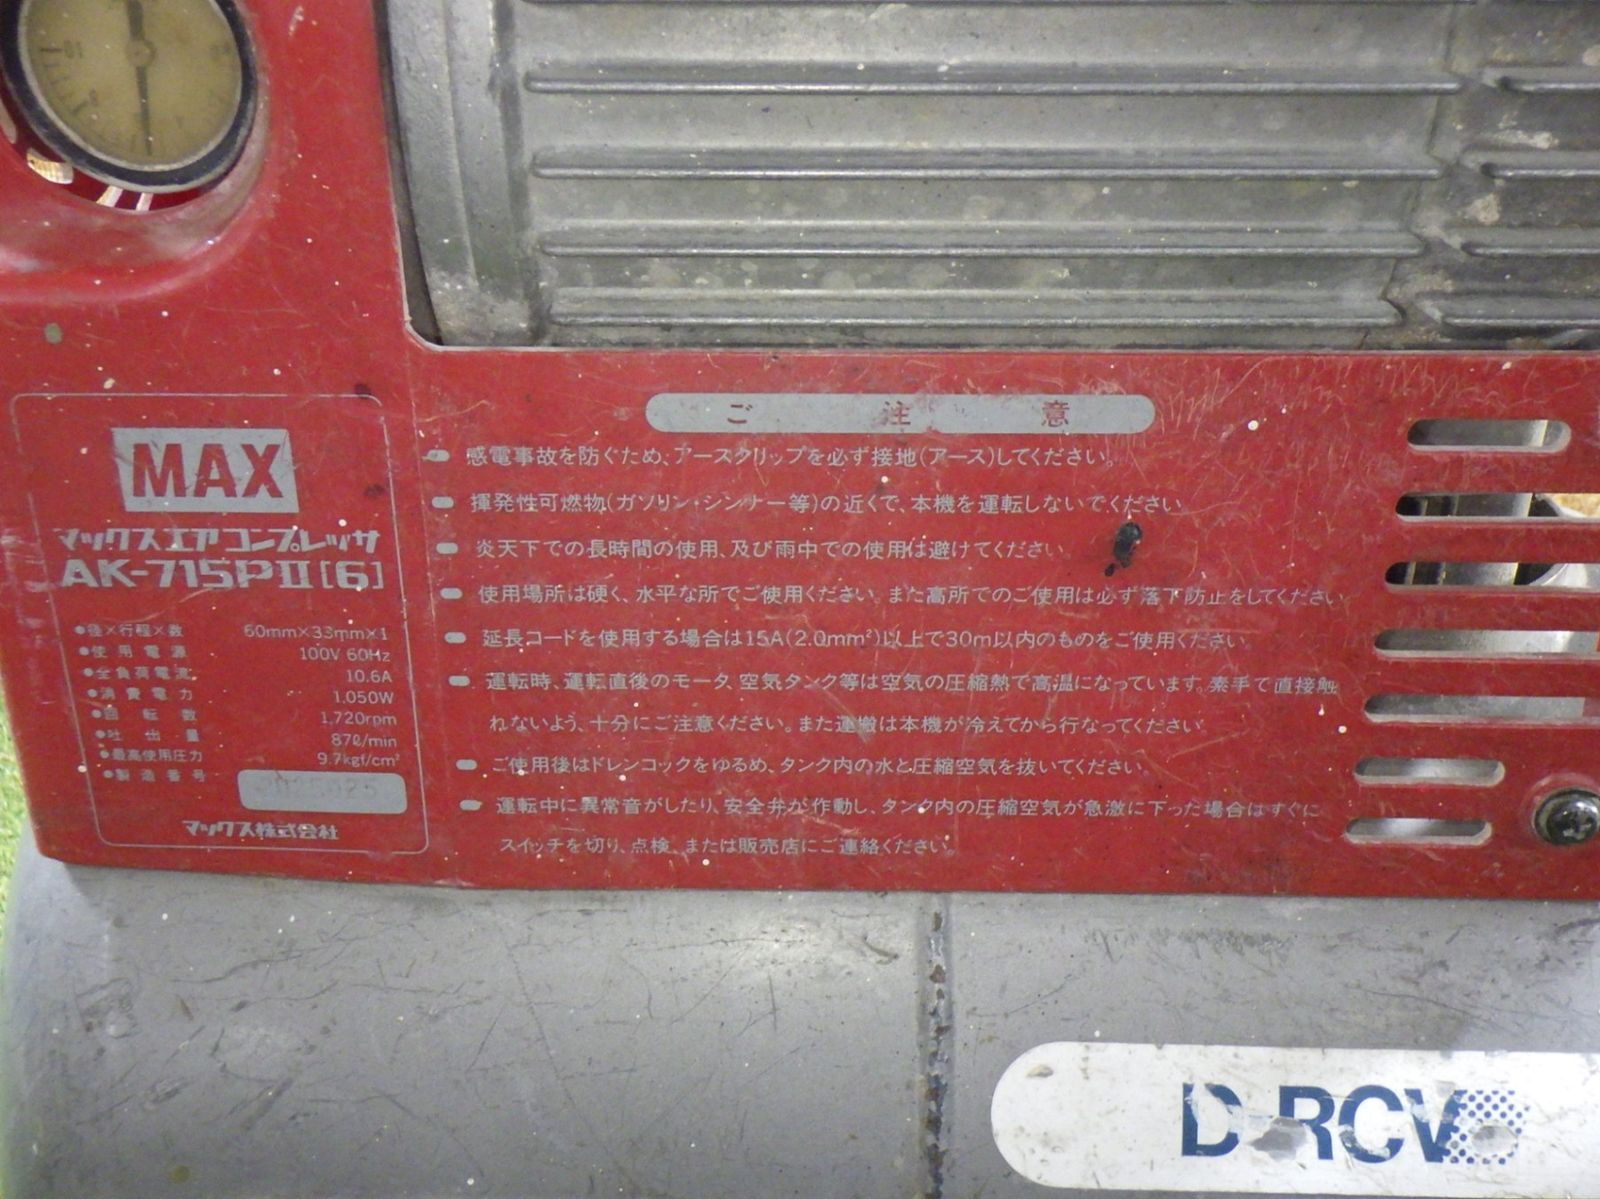 MAX
マックスエアコンプレッサ
AK-715PⅡ[6]
●径×行程×数 60mm×33mm×1
●使用電源 100V 60Hz
●全負荷電流 10.6A
●消費電力 1.050W
●回転数 1,720rpm
●吐出量 87ℓ/min
●最高使用圧力 9.7kgf/cm²
●製造番号
マックス株式会社
ご注意
感電事故を防ぐため、アースクリップを必ず接地(アース)してください。
揮発性可燃物(ガソリン・シンナー等)の近くで、本機を運転しないでください
炎天下での長時間の使用、及び雨中での使用は避けてください。
使用場所は硬く、水平な所でご使用ください。また高所でのご使用は必ず落下防止をしてください
延長コードを使用する場合は15A(2.0mm²)以上で30m以内のものをご使用ください。
運転時、運転直後のモータ、空気タンク等は空気の圧縮熱で高温になっています。素手で直接触
れないよう、十分にご注意ください。また運搬は本機が冷えてから行なってください
ご使用後はドレンコックをゆるめ、タンク内の水と圧縮空気を抜いてください
運転中に異常音がしたり、安全弁が作動し、タンク内の圧縮空気が急激に下った場合はすぐに
スイッチを切り、点検、または販売店にご連絡ください。